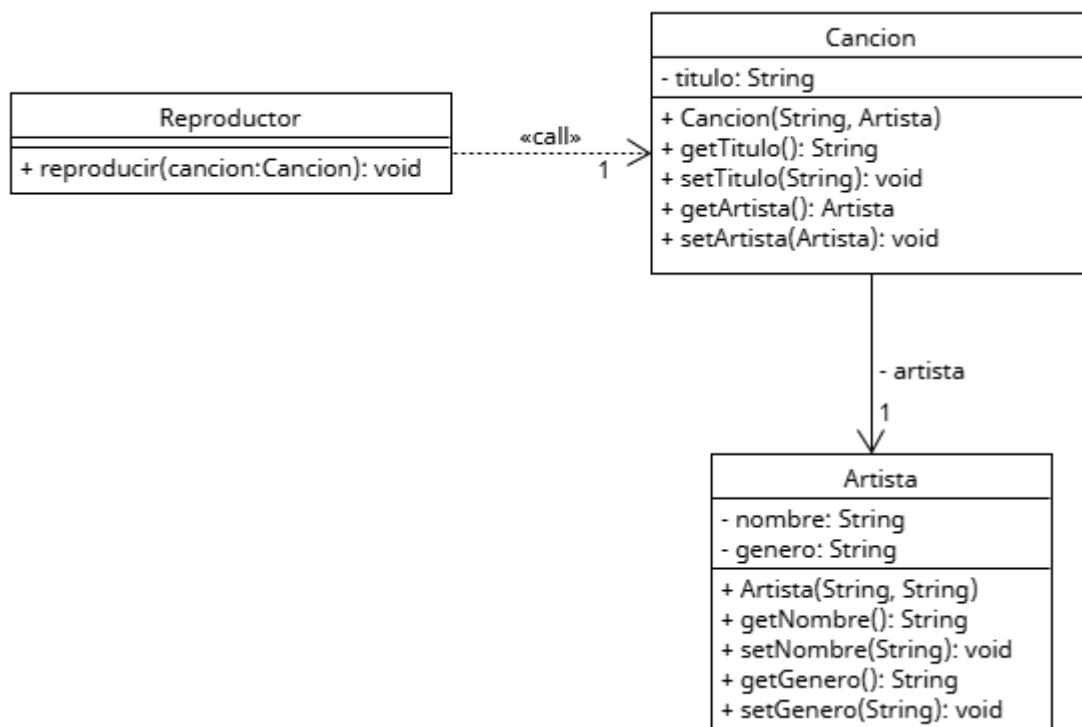 Reproductor
+ reproducir(cancion:Cancion): void
«call»
1
Cancion
- titulo: String
+ Cancion(String, Artista)
+ getTitulo(): String
+ setTitulo(String): void
+ getArtista(): Artista
+ setArtista(Artista): void
- artista
1
Artista
- nombre: String
- genero: String
+ Artista(String, String)
+ getNombre(): String
+ setNombre(String): void
+ getGenero(): String
+ setGenero(String): void